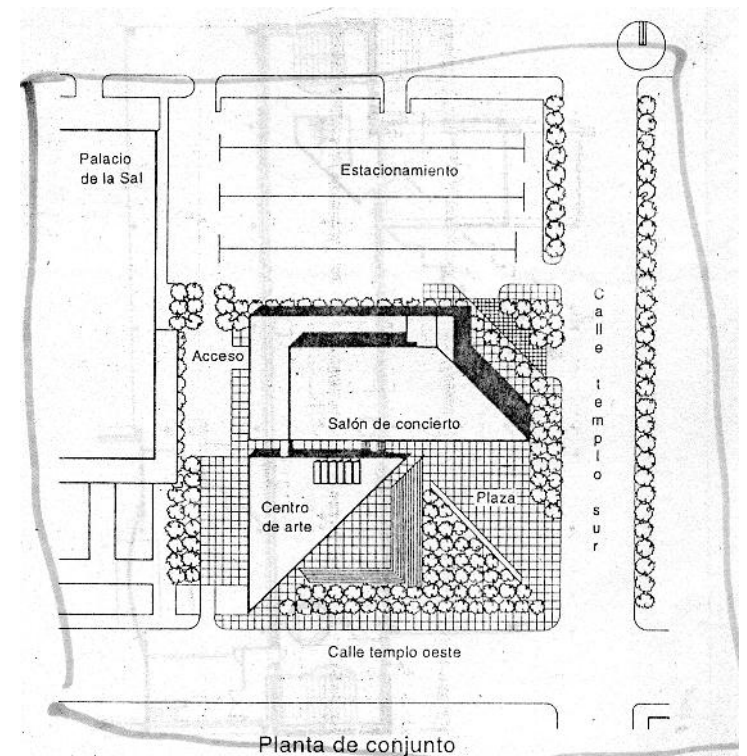 Palacio
de la Sal
Estacionamiento
Calle templo sur
Acceso
Salón de concierto
Plaza
Centro
de arte
Calle templo oeste
Planta de conjunto